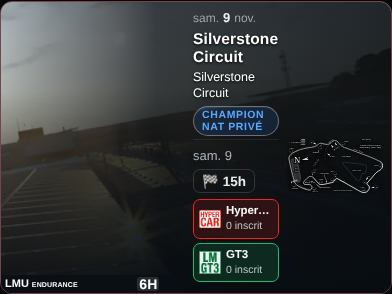 sam. 9 nov.
Silverstone
Circuit
Silverstone
Circuit
CHAMPION
NAT PRIVÉ
sam. 9
15h
HYPER
CAR
Hyper...
0 inscrit
LM
GT3
GT3
0 inscrit
LMU ENDURANCE
6H